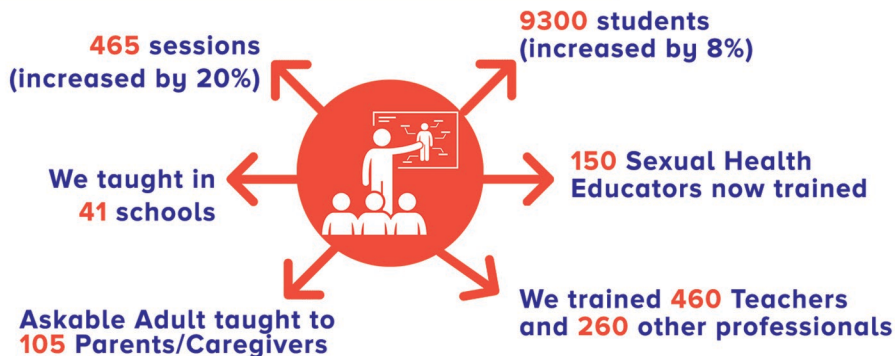 465 sessions
(increased by 20%)
9300 students
(increased by 8%)
We taught in
41 schools
150 Sexual Health
Educators now trained
Askable Adult taught to
105 Parents/Caregivers
We trained 460 Teachers
and 260 other professionals